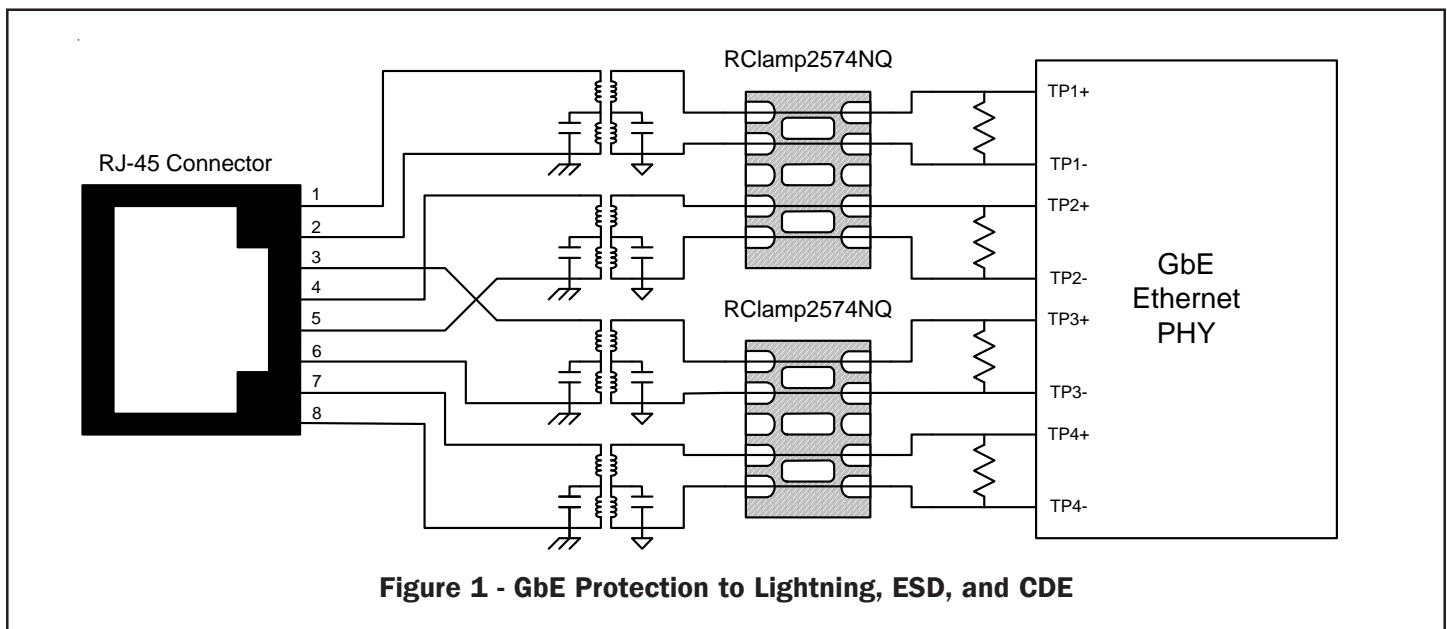 RClamp2574NQ
RJ-45 Connector
1
2
3
4
5
6
7
8
RClamp2574NQ
TP1+
TP1-
TP2+
TP2-
TP3+
TP3-
TP4+
TP4-
GbE
Ethernet
PHY
Figure 1 - GbE Protection to Lightning, ESD, and CDE